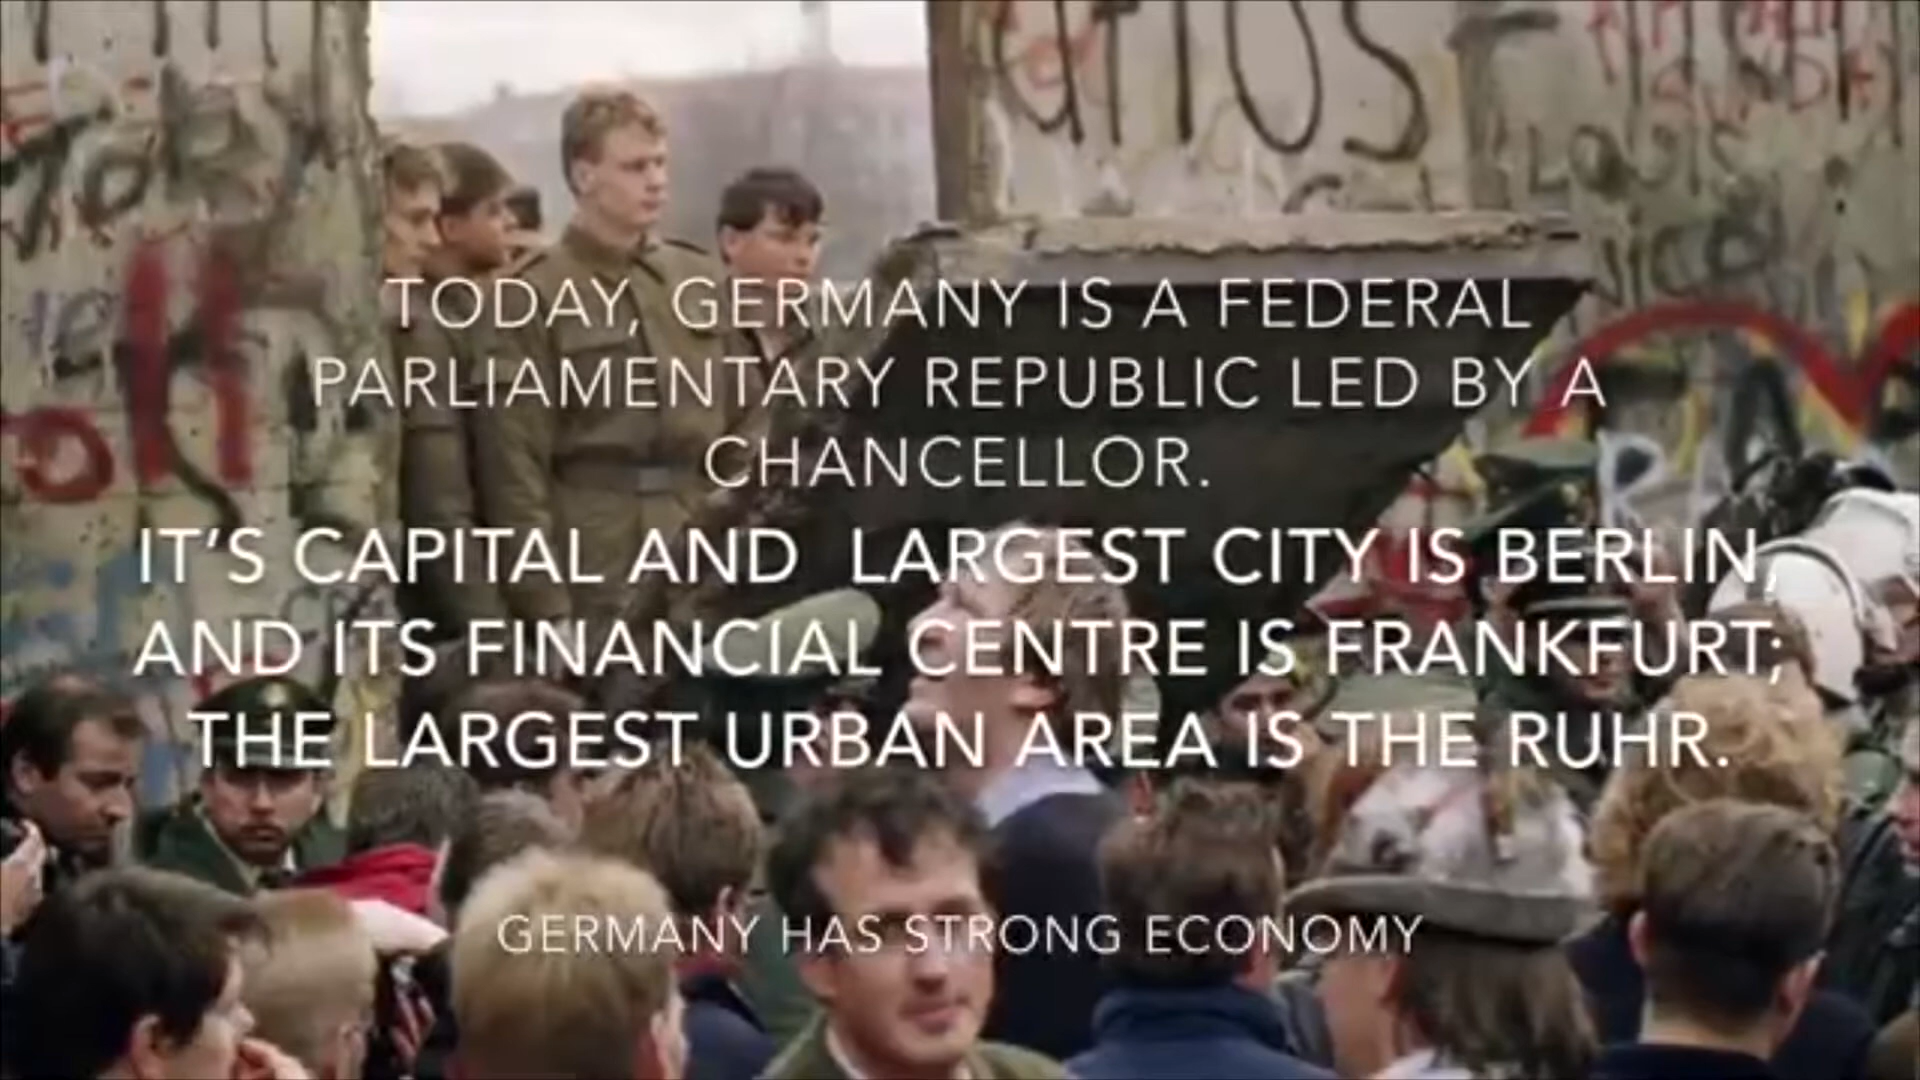 TODAY, GERMANY IS A FEDERAL
PARLIAMENTARY REPUBLIC LED BY A
CHANCELLOR.
IT'S CAPITAL AND LARGEST CITY IS BERLIN,
AND ITS FINANCIAL CENTRE IS FRANKFURT;
THE LARGEST URBAN AREA IS THE RUHR.
GERMANY HAS STRONG ECONOMY